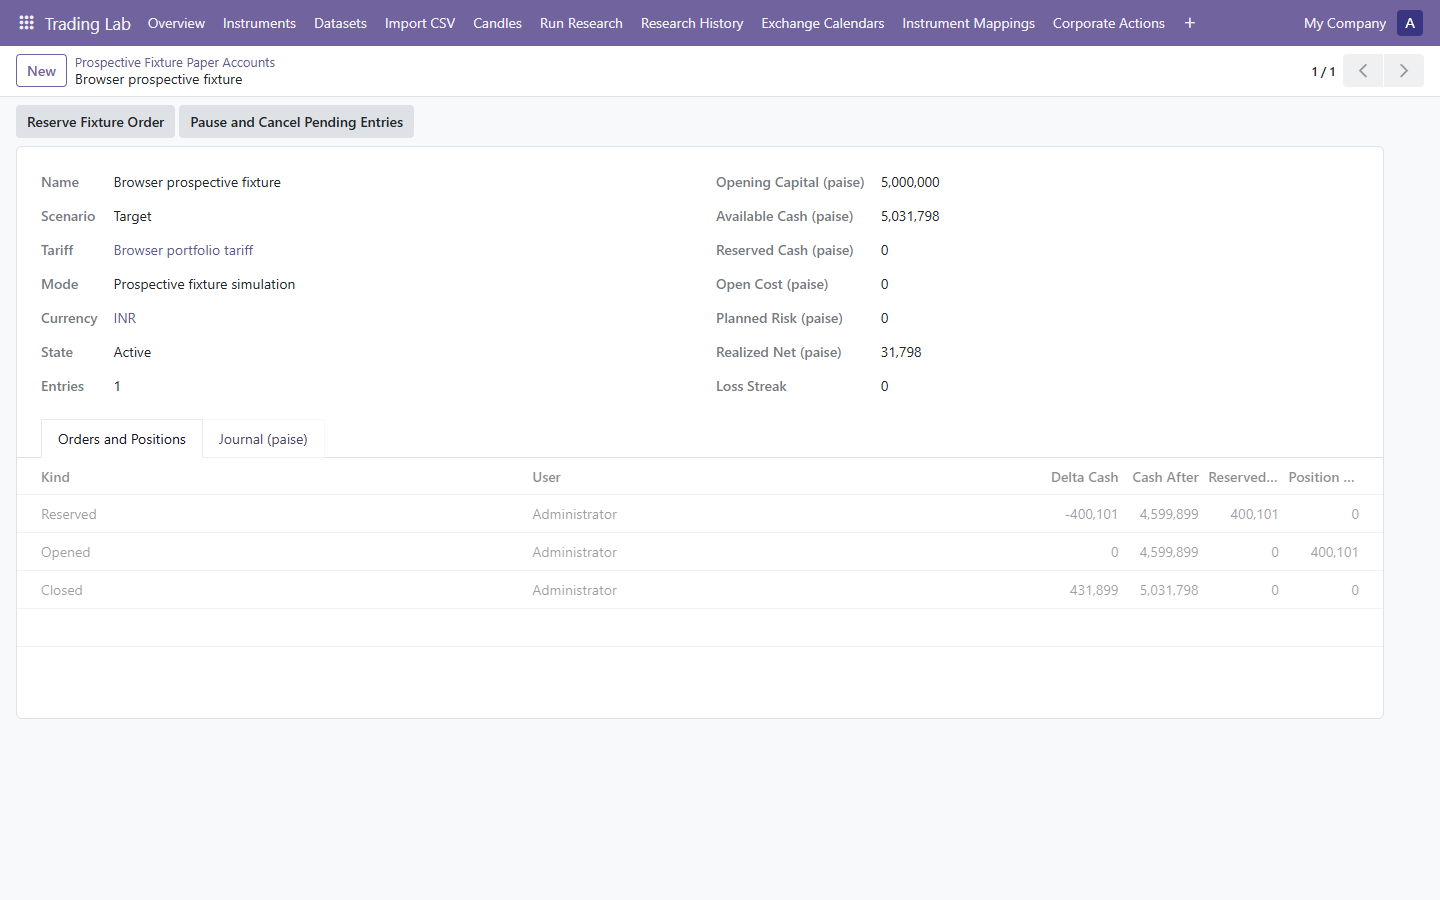 Trading Lab Overview Instruments Datasets Import CSV Candles Run Research Research History Exchange Calendars Instrument Mappings Corporate Actions + My Company A
New Prospective Fixture Paper Accounts
Browser prospective fixture
1 / 1
Reserve Fixture Order Pause and Cancel Pending Entries
Name Browser prospective fixture Opening Capital (paise) 5,000,000
Scenario Target Available Cash (paise) 5,031,798
Tariff Browser portfolio tariff Reserved Cash (paise) 0
Mode Prospective fixture simulation Open Cost (paise) 0
Currency INR Planned Risk (paise) 0
State Active Realized Net (paise) 31,798
Entries 1 Loss Streak 0
Orders and Positions Journal (paise)
Kind User Delta Cash Cash After Reserved... Position ...
Reserved Administrator -400,101 4,599,899 400,101 0
Opened Administrator 0 4,599,899 0 400,101
Closed Administrator 431,899 5,031,798 0 0